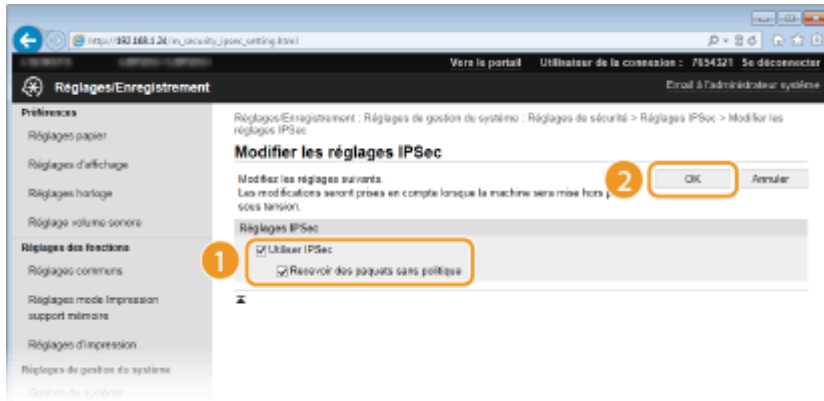 http://192.168.1.24/m_security_ipsec_setting.html
Vers le portail Utilisateur de la connexion : 7654321 Se déconnecter
Réglages/Enregistrement
Email à l'administrateur système
Préférences
Réglages papier
Réglages d'affichage
Réglages horloge
Réglage volume sonore
Réglages des fonctions
Réglages communs
Réglages mode Impression
support mémoire
Réglages d'impression
Réglages de gestion du système
Gestion du système
Réglages/Enregistrement : Réglages de gestion du système : Réglages de sécurité > Réglages IPSec > Modifier les
réglages IPSec
Modifier les réglages IPSec
Modifiez les réglages suivants.
Les modifications seront prises en compte lorsque la machine sera mise hors
sous tension.
2
OK
Annuler
Réglages IPSec
1
Utiliser IPSec
Recevoir des paquets sans politique